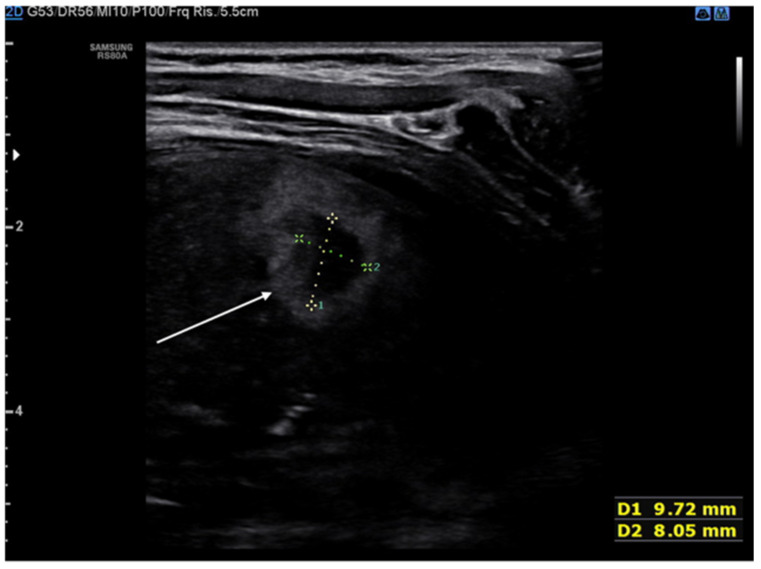 2D G53/DR56/MI10/P100/Frq Ris./5.5cm
SAMSUNG
RS80A
2
2
1
4
D1 9.72 mm
D2 8.05 mm